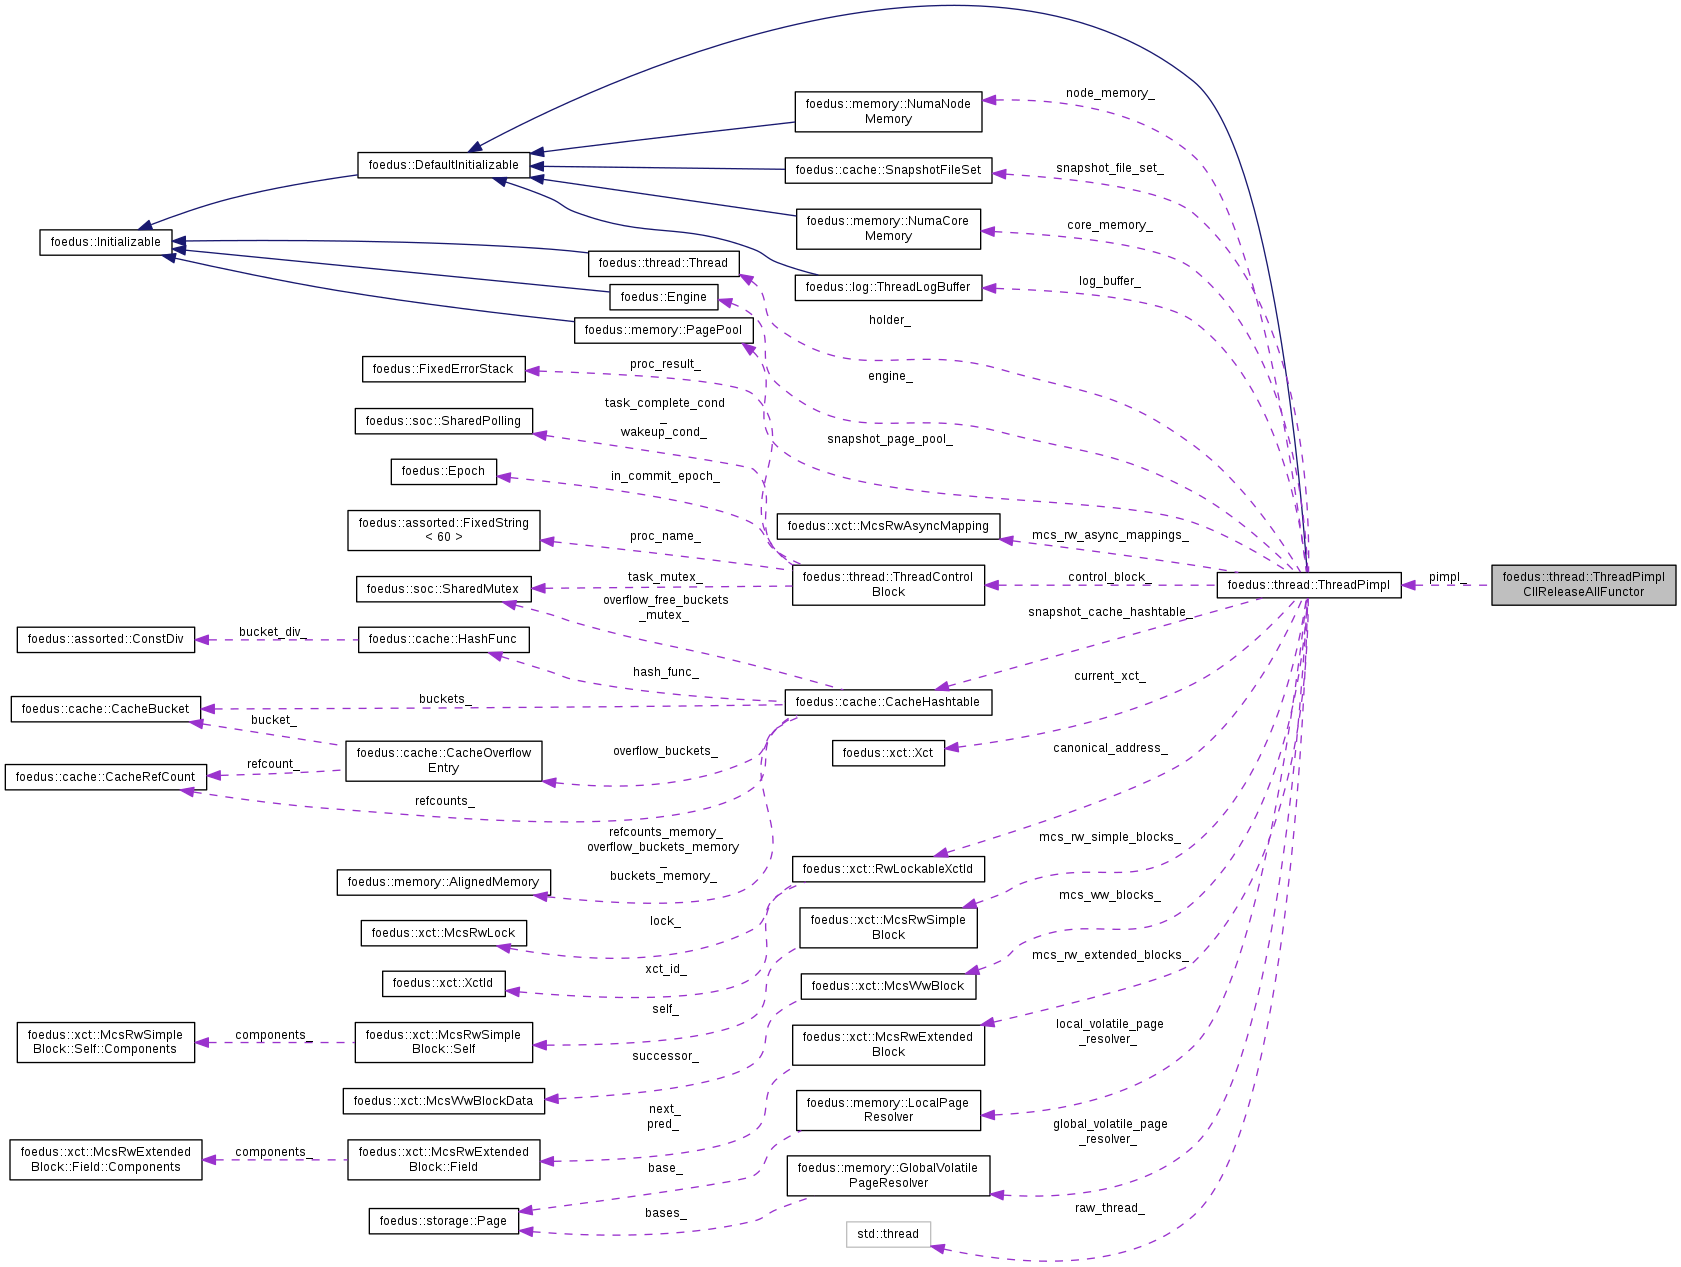 node_memory_
foedus::memory::NumaNode
Memory
foedus::DefaultInitializable
foedus::cache::SnapshotFileSet
snapshot_file_set_
foedus::memory::NumaCore
Memory
core_memory_
foedus::Initializable
foedus::thread::Thread
foedus::log::ThreadLogBuffer
log_buffer_
foedus::Engine
holder_
foedus::memory::PagePool
foedus::FixedErrorStack
proc_result_
engine_
foedus::soc::SharedPolling
task_complete_cond
_
wakeup_cond_
snapshot_page_pool_
foedus::Epoch
in_commit_epoch_
foedus::assorted::FixedString
< 60 >
proc_name_
foedus::xct::McsRwAsyncMapping
mcs_rw_async_mappings_
foedus::soc::SharedMutex
task_mutex_
foedus::thread::ThreadControl
Block
control_block_
foedus::thread::ThreadPimpl
pimpl_
foedus::thread::ThreadPimpl
CllReleaseAllFunctor
overflow_free_buckets
_mutex_
snapshot_cache_hashtable_
foedus::assorted::ConstDiv
bucket_div_
foedus::cache::HashFunc
hash_func_
current_xct_
foedus::cache::CacheBucket
buckets_
foedus::cache::CacheHashtable
bucket_
foedus::cache::CacheOverflow
Entry
overflow_buckets_
foedus::xct::Xct
canonical_address_
foedus::cache::CacheRefCount
refcount_
refcounts_
refcounts_memory_
overflow_buckets_memory
_
buckets_memory_
mcs_rw_simple_blocks_
foedus::memory::AlignedMemory
foedus::xct::RwLockableXctId
mcs_ww_blocks_
foedus::xct::McsRwLock
lock_
foedus::xct::McsRwSimple
Block
mcs_rw_extended_blocks_
foedus::xct::XctId
xct_id_
foedus::xct::McsWwBlock
self_
foedus::xct::McsRwSimple
Block::Self::Components
components_
foedus::xct::McsRwSimple
Block::Self
foedus::xct::McsRwExtended
Block
local_volatile_page
_resolver_
successor_
foedus::xct::McsWwBlockData
foedus::memory::LocalPage
Resolver
next_
pred_
global_volatile_page
_resolver_
foedus::xct::McsRwExtended
Block::Field::Components
components_
foedus::xct::McsRwExtended
Block::Field
base_
foedus::memory::GlobalVolatile
PageResolver
foedus::storage::Page
bases_
raw_thread_
std::thread